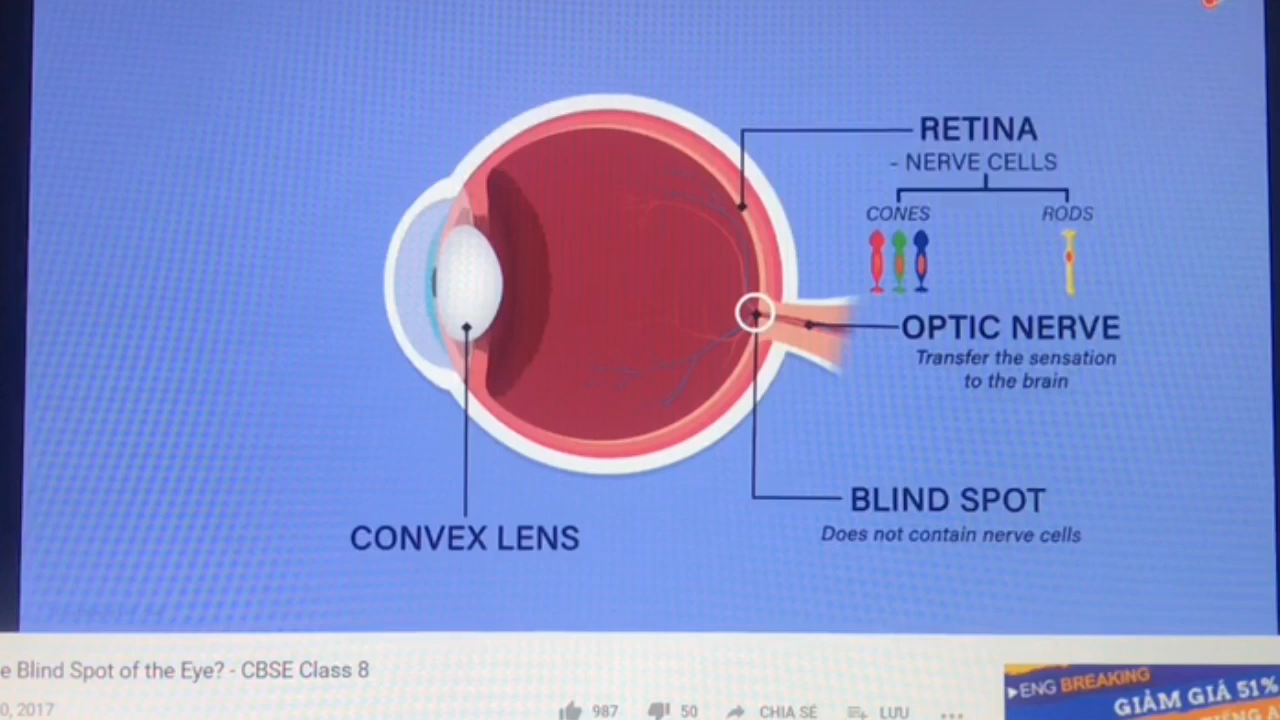 RETINA
- NERVE CELLS
CONES
RODS
OPTIC NERVE
Transfer the sensation
to the brain
BLIND SPOT
Does not contain nerve cells
CONVEX LENS
e Blind Spot of the Eye? - CBSE Class 8
0, 2017
987
50
CHIA SẺ
LƯU
ENG BREAKING
GIẢM GIÁ 51%